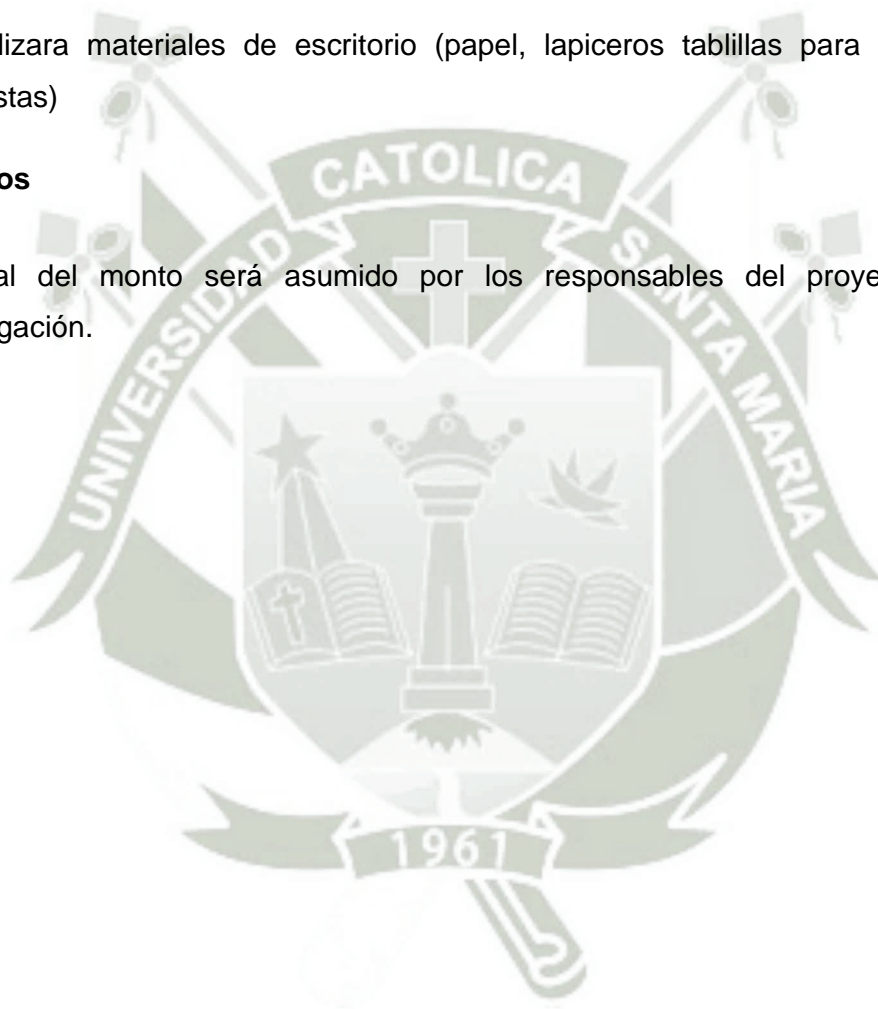 lizara materiales de escritorio (papel, lapiceros tablillas para
stas)
os
al del monto será asumido por los responsables del proye
gación.
UNIVERSIDAD CATOLICA SANTA MARIA
1961